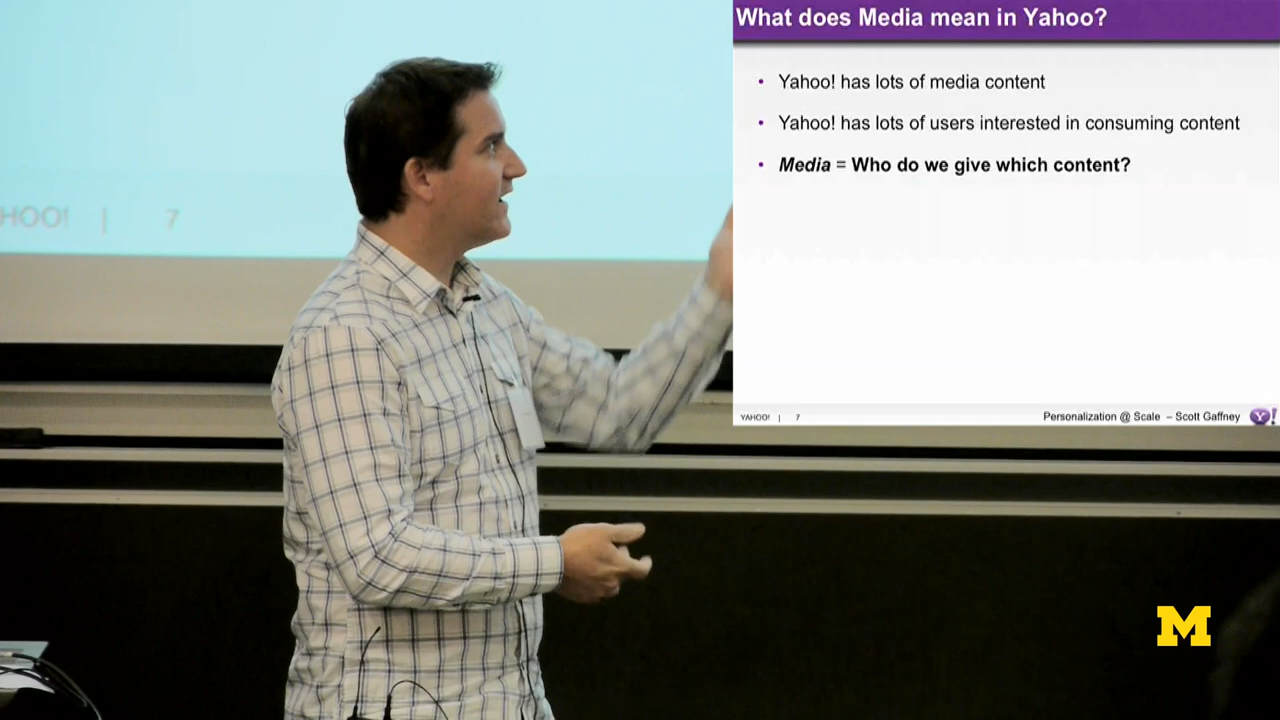 What does Media mean in Yahoo?
• Yahoo! has lots of media content
• Yahoo! has lots of users interested in consuming content
• Media = Who do we give which content?
YAHOO! | 7
Personalization @ Scale – Scott Gaffney
Y!
HOO! | 7
M